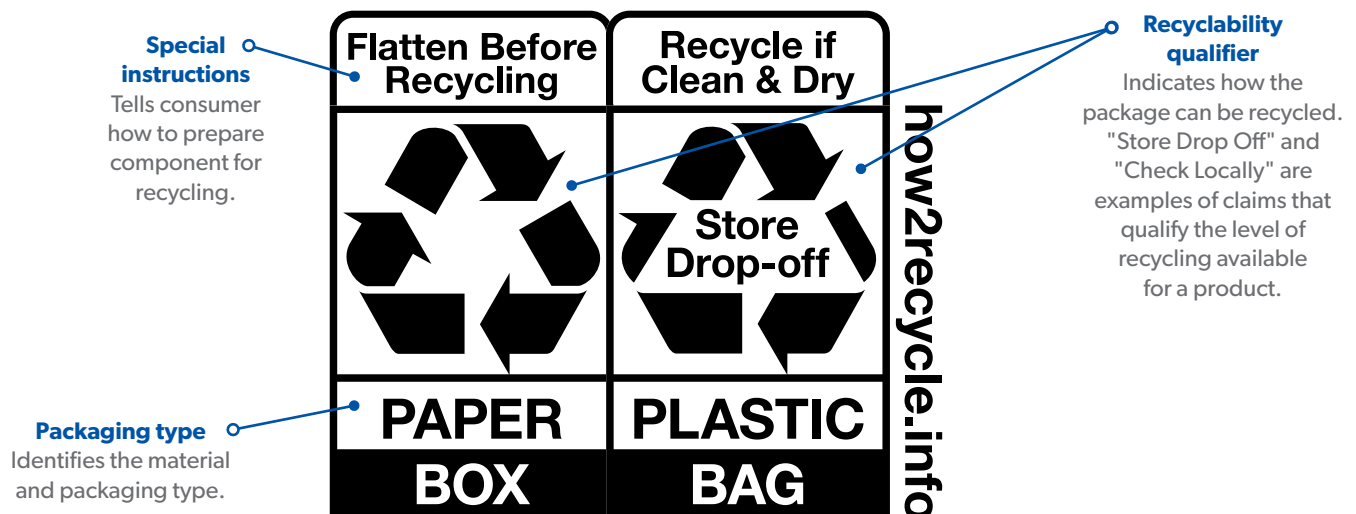 Special
instructions
Tells consumer
how to prepare
component for
recycling.
Flatten Before
Recycling
Recycle if
Clean & Dry
Store
Drop-off
PAPER
BOX
PLASTIC
BAG
how2recycle.info
Recyclability
qualifier
Indicates how the
package can be recycled.
"Store Drop Off" and
"Check Locally" are
examples of claims that
qualify the level of
recycling available
for a product.
Packaging type
Identifies the material
and packaging type.